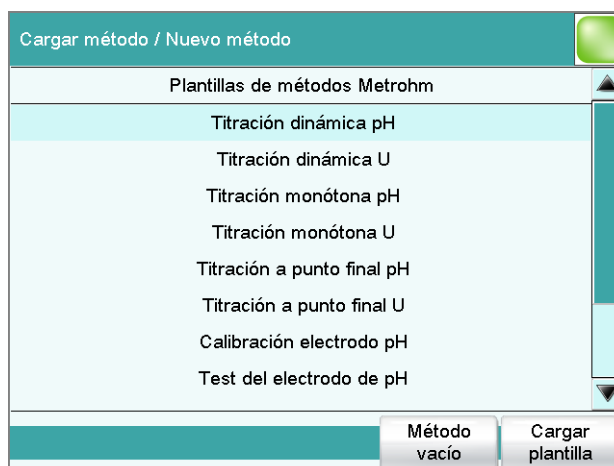 Cargar método / Nuevo método
Plantillas de métodos Metrohm
Titración dinámica pH
Titración dinámica U
Titración monótona pH
Titración monótona U
Titración a punto final pH
Titración a punto final U
Calibración electrodo pH
Test del electrodo de pH
Método
vacío
Cargar
plantilla